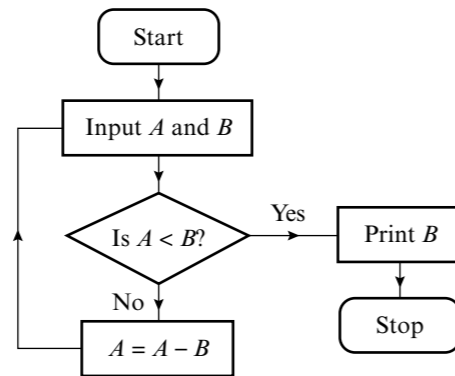 Start
Input A and B
Is A < B?
Yes
Print B
No
Stop
A = A − B